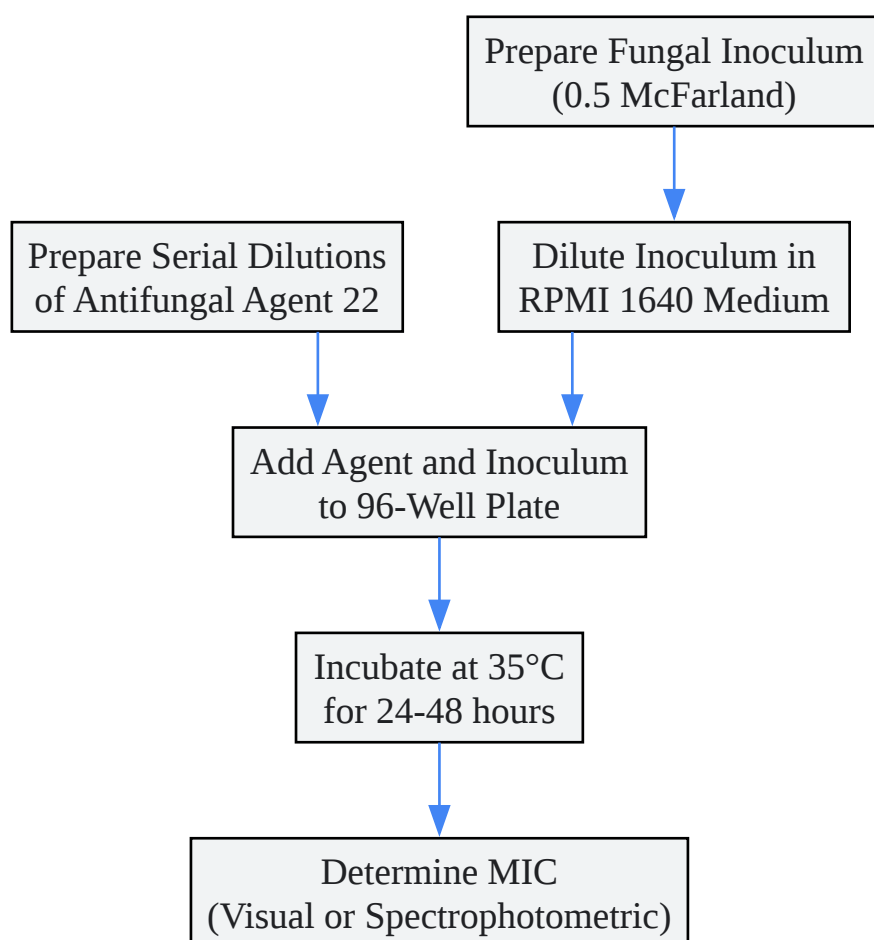 Prepare Fungal Inoculum
(0.5 McFarland)
Prepare Serial Dilutions
of Antifungal Agent 22
Dilute Inoculum in
RPMI 1640 Medium
Add Agent and Inoculum
to 96-Well Plate
Incubate at 35°C
for 24-48 hours
Determine MIC
(Visual or Spectrophotometric)